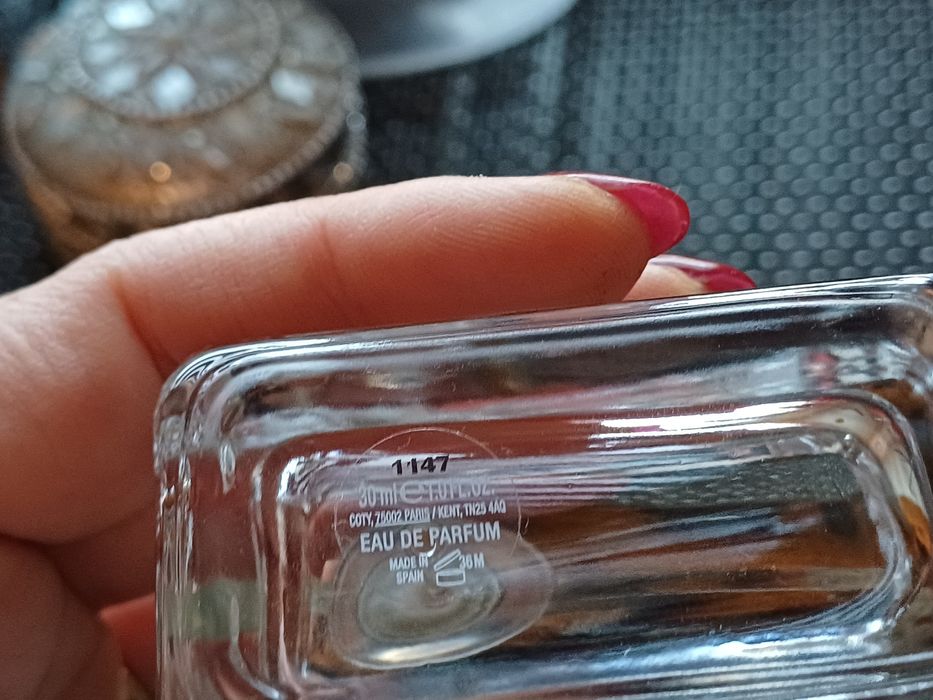 1147
30 ml e 1.01 FL.OZ.
COTY, 75002 PARIS / KENT, TN25 4AQ
EAU DE PARFUM
MADE IN
SPAIN
36M